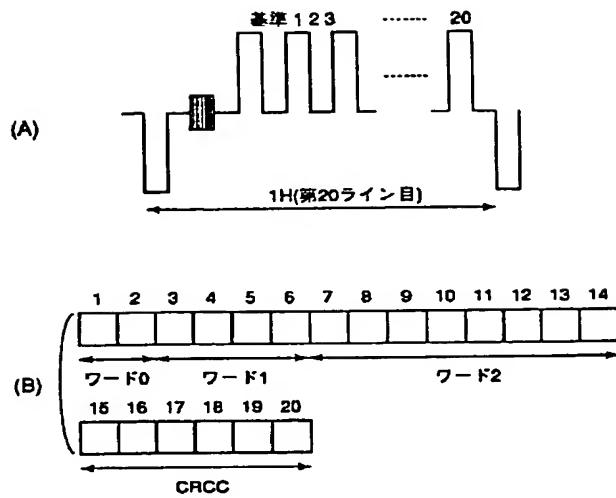 基準 1 2 3 ........ 20
........
(A)
1H(第20ライン目)
1 2 3 4 5 6 7 8 9 10 11 12 13 14
ワード0 ワード1 ワード2
(B)
15 16 17 18 19 20
CRCC